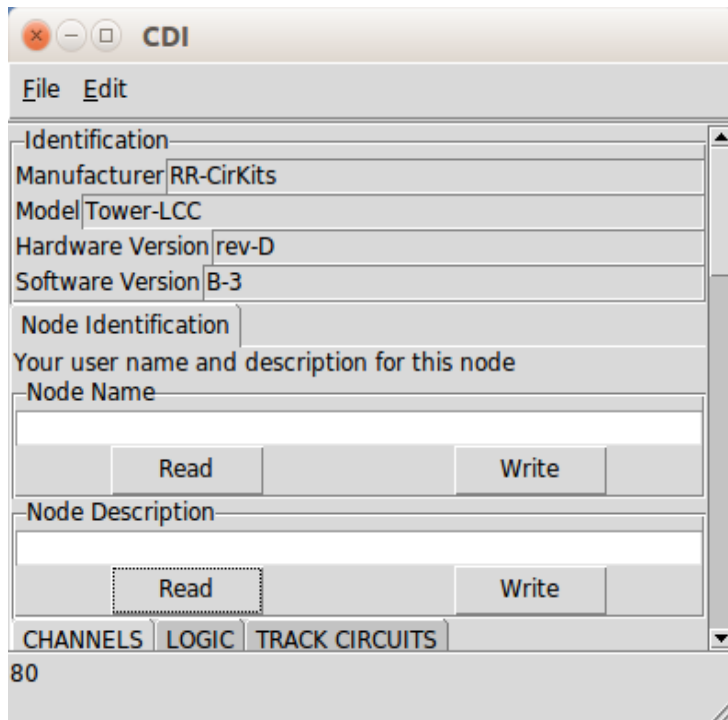 CDI
File Edit
Identification
Manufacturer RR-CirKits
Model Tower-LCC
Hardware Version rev-D
Software Version B-3
Node Identification
Your user name and description for this node
Node Name
Read Write
Node Description
Read Write
CHANNELS LOGIC TRACK CIRCUITS
80